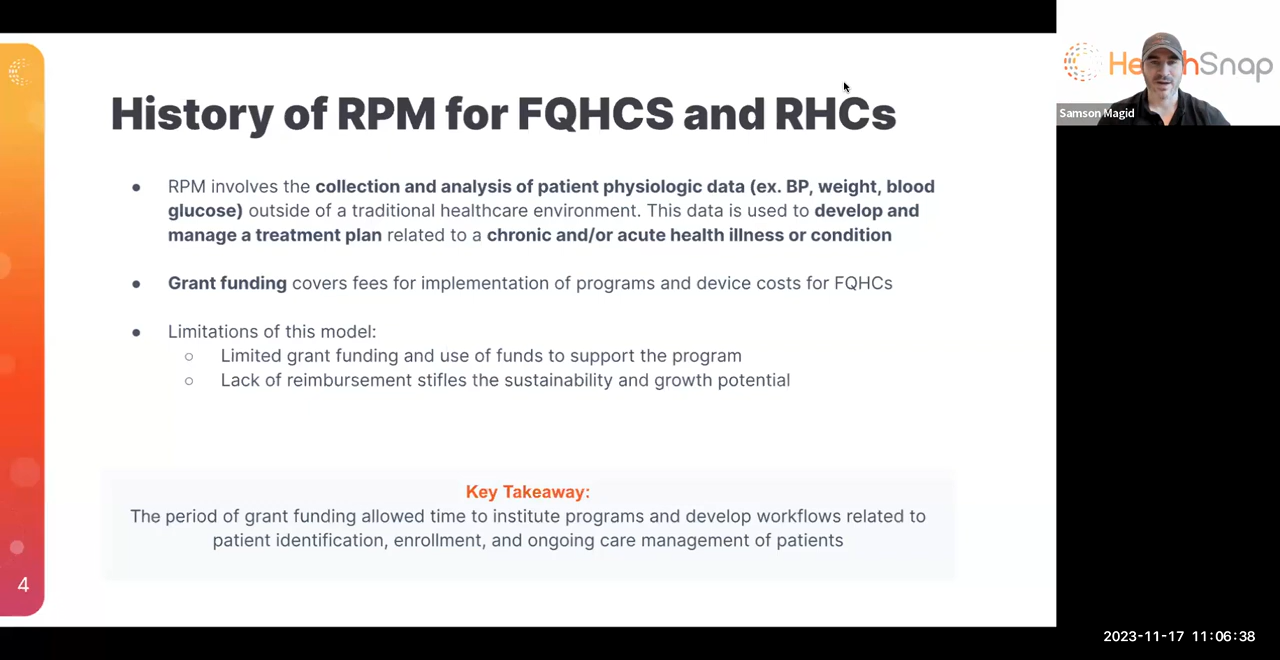 History of RPM for FQHCS and RHCs
● RPM involves the collection and analysis of patient physiologic data (ex. BP, weight, blood
glucose) outside of a traditional healthcare environment. This data is used to develop and
manage a treatment plan related to a chronic and/or acute health illness or condition
● Grant funding covers fees for implementation of programs and device costs for FQHCs
● Limitations of this model:
○ Limited grant funding and use of funds to support the program
○ Lack of reimbursement stifles the sustainability and growth potential
Key Takeaway:
The period of grant funding allowed time to institute programs and develop workflows related to
patient identification, enrollment, and ongoing care management of patients
4
He hSnap
Samson Magid
2023-11-17 11:06:38